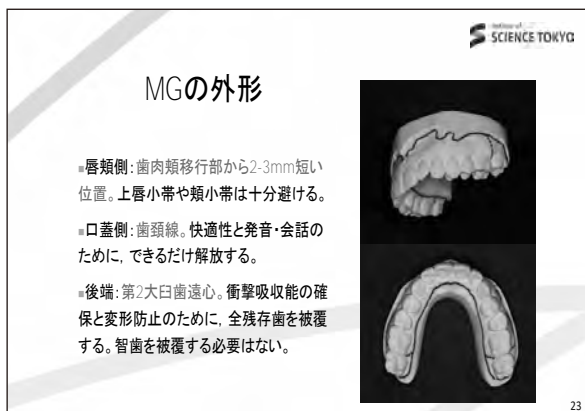 SCIENCE TOKYO
MGの外形
■唇頬側：歯肉頬移行部から2-3mm短い
位置。上唇小帯や頬小帯は十分避ける。
■口蓋側：歯頚線。快適性と発音・会話の
ために，できるだけ解放する。
■後端：第2大臼歯遠心。衝撃吸収能の確
保と変形防止のために，全残存歯を被覆
する。智歯を被覆する必要はない。
23